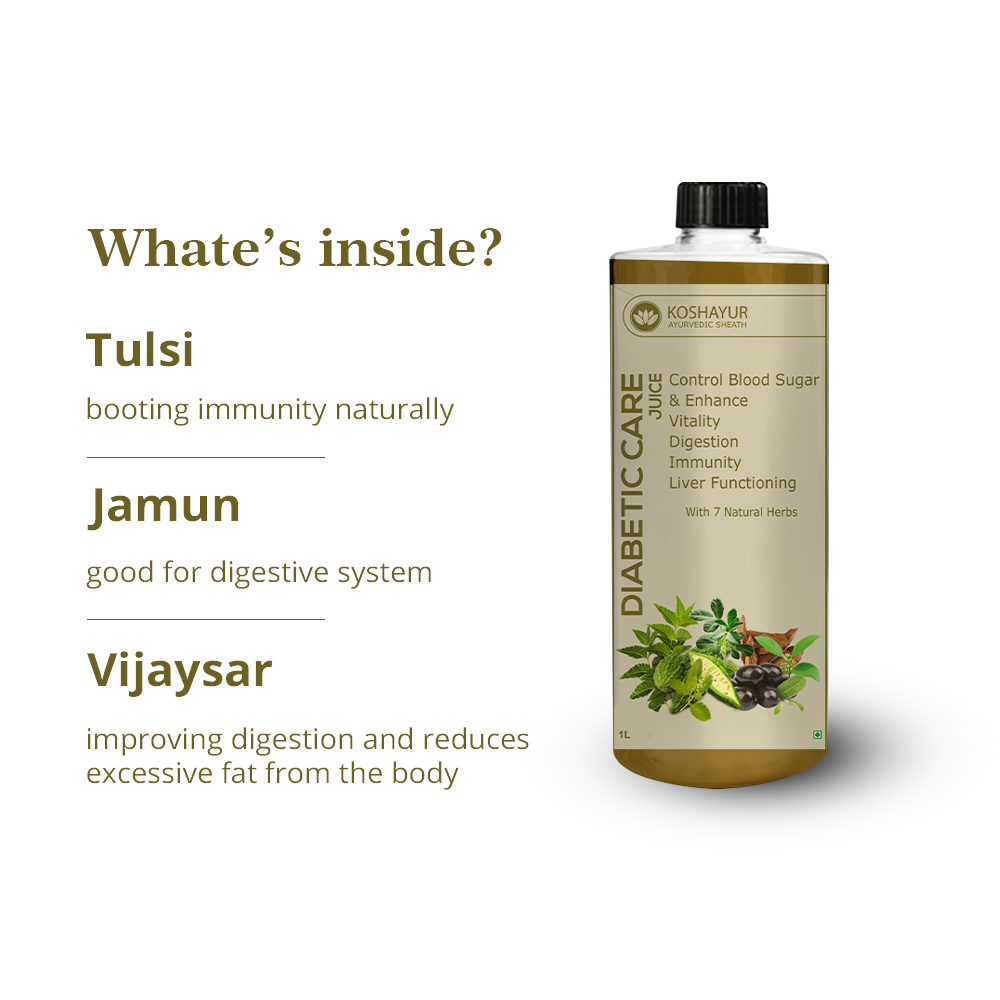 Whate's inside?
Tulsi
booting immunity naturally
Jamun
good for digestive system
Vijaysar
improving digestion and reduces
excessive fat from the body
KOSHAYUR
AYURVEDIC SHEATH
DIABETIC CARE
JUICE
Control Blood Sugar
& Enhance
Vitality
Digestion
Immunity
Liver Functioning
With 7 Natural Herbs
1L